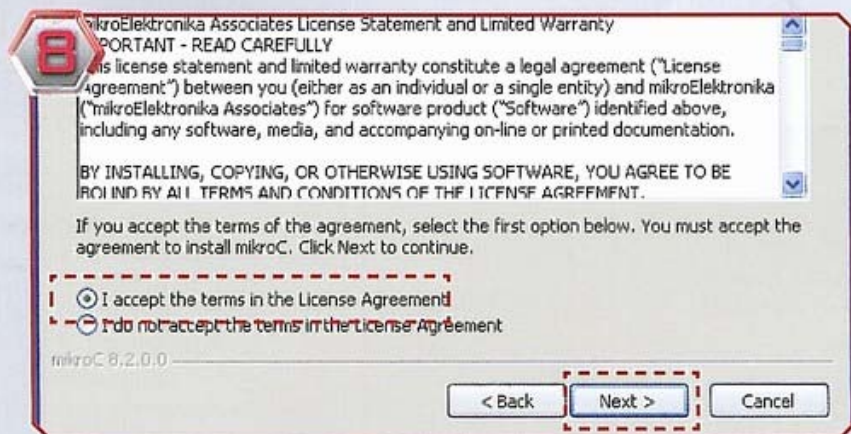 8
mikroElektronika Associates License Statement and Limited Warranty
IMPORTANT - READ CAREFULLY
This license statement and limited warranty constitute a legal agreement ("License
Agreement") between you (either as an individual or a single entity) and mikroElektronika
("mikroElektronika Associates") for software product ("Software") identified above,
including any software, media, and accompanying on-line or printed documentation.
BY INSTALLING, COPYING, OR OTHERWISE USING SOFTWARE, YOU AGREE TO BE
BOUND BY ALL TERMS AND CONDITIONS OF THE LICENSE AGREEMENT.
If you accept the terms of the agreement, select the first option below. You must accept the
agreement to install mikroC. Click Next to continue.
I accept the terms in the License Agreement
I do not accept the terms in the License Agreement
mikroC 8.2.0.0
< Back Next > Cancel